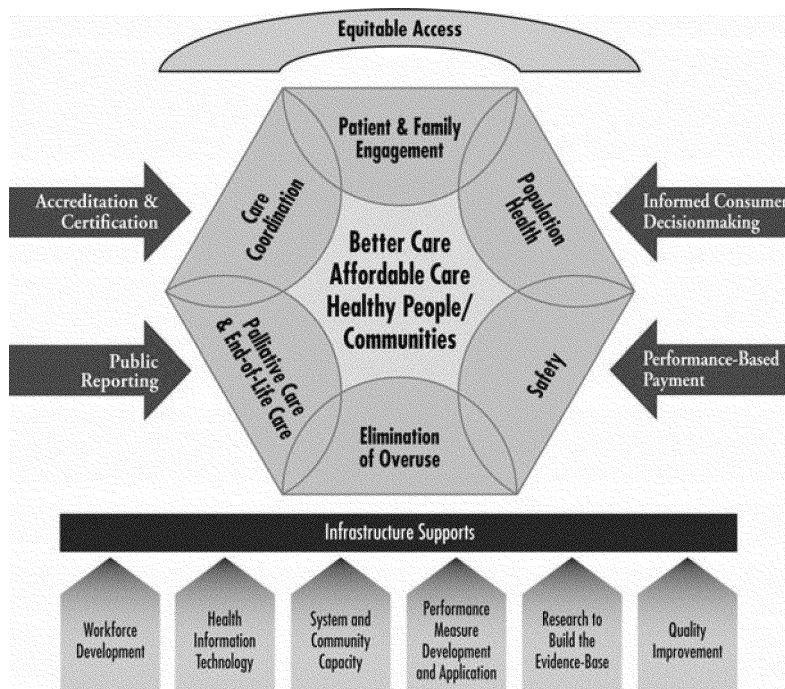 Equitable Access
Patient & Family
Engagement
Care
Coordination
Population
Health
Accreditation &
Certification
Informed Consumer
Decisionmaking
Better Care
Affordable Care
Healthy People/
Communities
Public
Reporting
Palliative Care
& End-of-Life Care
Safety
Performance-Based
Payment
Elimination
of Overuse
Infrastructure Supports
Workforce
Development
Health
Information
Technology
System and
Community
Capacity
Performance
Measure
Development
and Application
Research to
Build the
Evidence-Base
Quality
Improvement